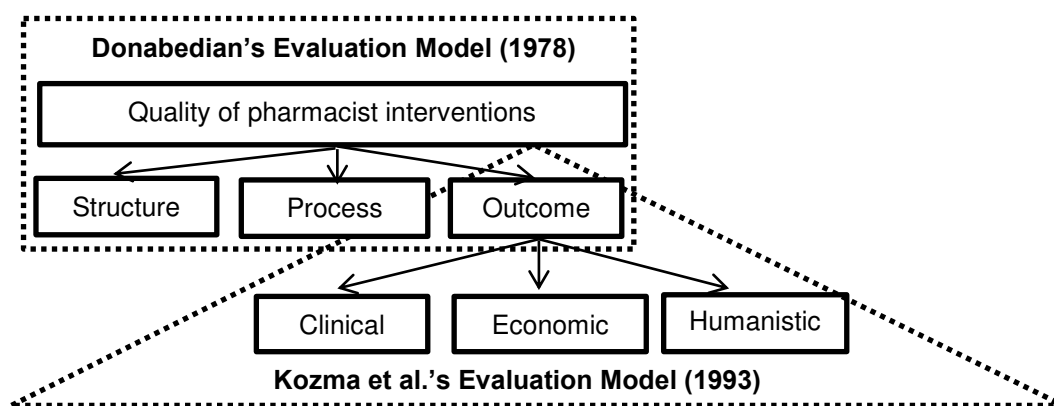 Donabedian’s Evaluation Model (1978)
Quality of pharmacist interventions
Structure
Process
Outcome
Clinical
Economic
Humanistic
Kozma et al.’s Evaluation Model (1993)